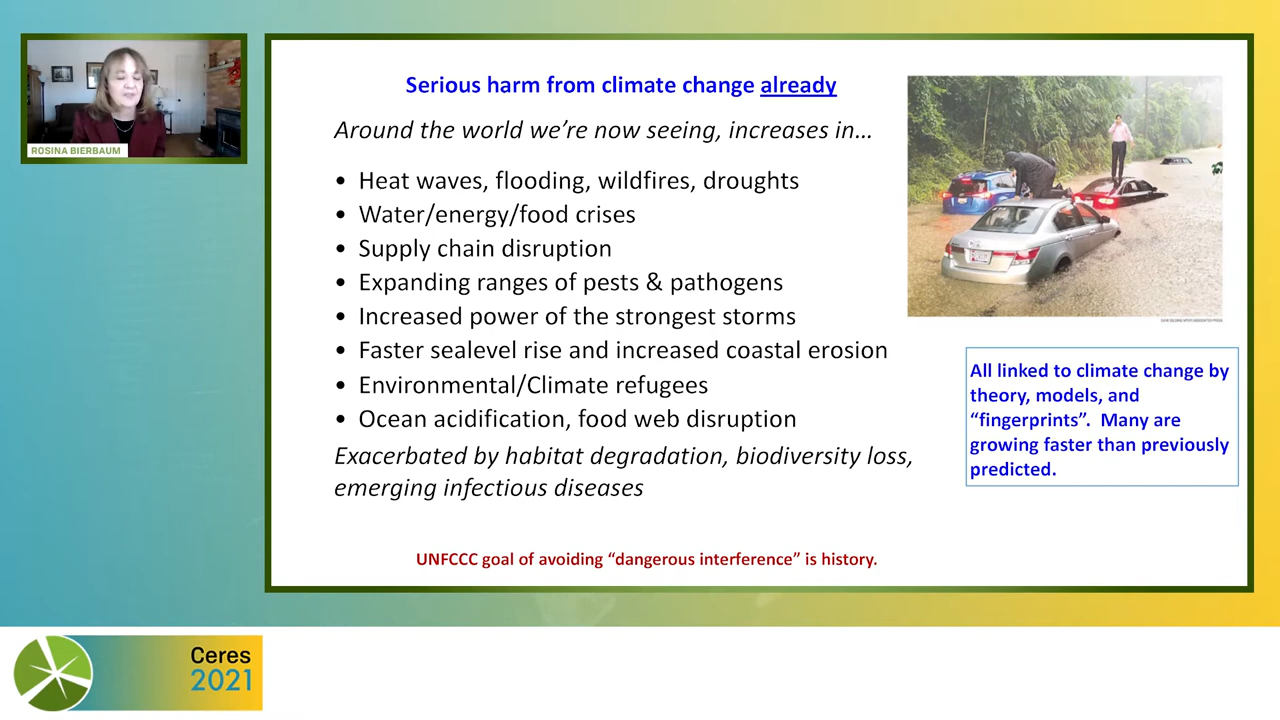 ROSINA BIERBAUM
Serious harm from climate change already
Around the world we're now seeing, increases in…
• Heat waves, flooding, wildfires, droughts
• Water/energy/food crises
• Supply chain disruption
• Expanding ranges of pests & pathogens
• Increased power of the strongest storms
• Faster sealevel rise and increased coastal erosion
• Environmental/Climate refugees
• Ocean acidification, food web disruption
Exacerbated by habitat degradation, biodiversity loss,
emerging infectious diseases
All linked to climate change by
theory, models, and
“fingerprints”. Many are
growing faster than previously
predicted.
UNFCCC goal of avoiding “dangerous interference” is history.
Ceres
2021